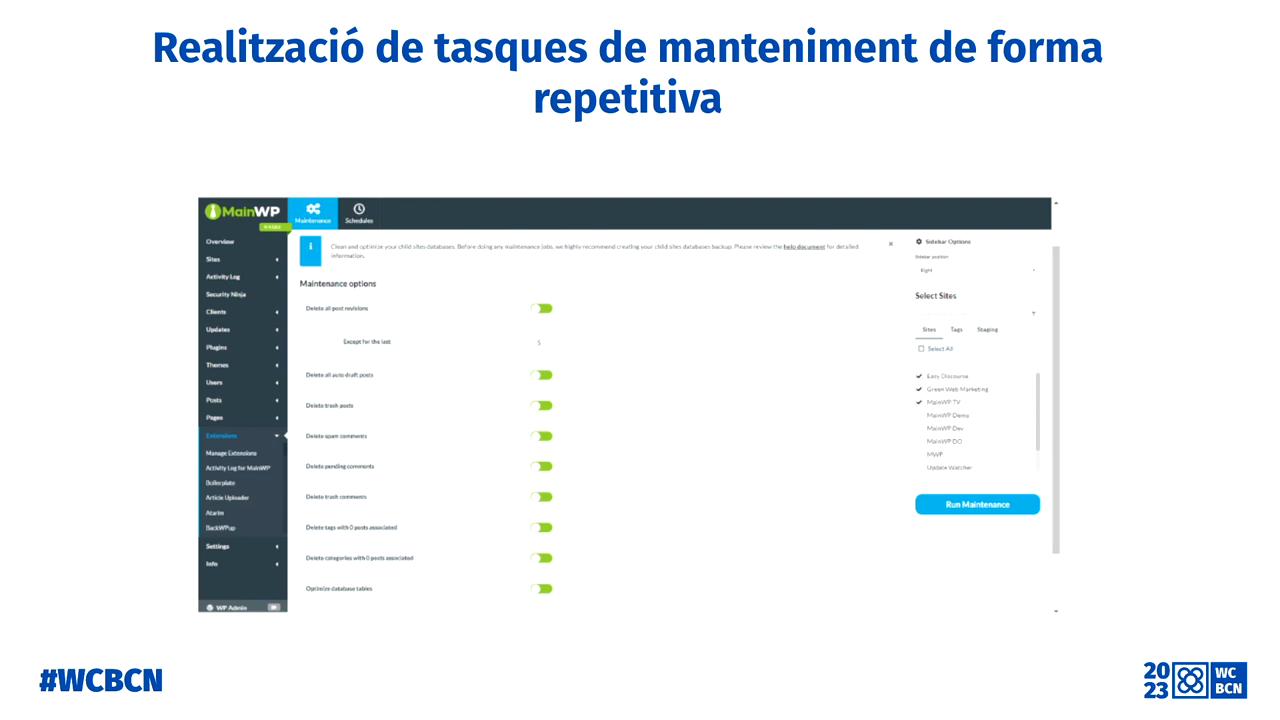 Realització de tasques de manteniment de forma
repetitiva
MainWP
Maintenance
Schedules
Overview
Sites
Activity Log
Security Ninja
Clients
Updates
Plugins
Themes
Users
Posts
Pages
Extensions
Manage Extensions
Activity Log for MainWP
Boilerplate
Article Uploader
Atarim
BackWPup
Settings
Info
WP Admin
Clean and optimize your child sites databases. Before doing any maintenance jobs, we highly recommend creating your child sites databases backup. Please review the help document for detailed
information.
Maintenance options
Delete all post revisions
Except for the last:
5
Delete all auto draft posts
Delete trash posts
Delete spam comments
Delete pending comments
Delete trash comments
Delete tags with 0 posts associated
Delete categories with 0 posts associated
Optimize database tables
Sidebar Options
Sidebar position
Right
Select Sites
Sites Tags Staging
Select All
Easy Discourse
Green Web Marketing
MainWP TV
MainWP Demo
MainWP Dev
MainWP DO
MWP
Update Watcher
Run Maintenance
#WCBCN
20 WC
23 BCN